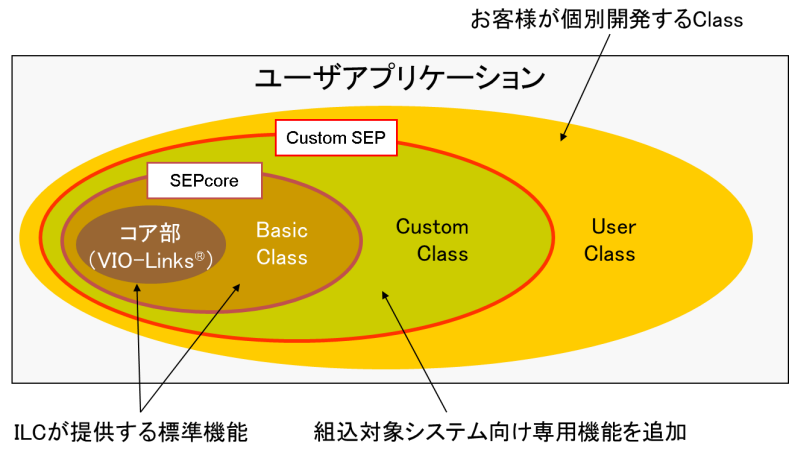 お客様が個別開発するClass
ユーザアプリケーション
Custom SEP
SEPcore
コア部
(VIO-Links®)
Basic
Class
Custom
Class
User
Class
ILCが提供する標準機能
組込対象システム向け専用機能を追加